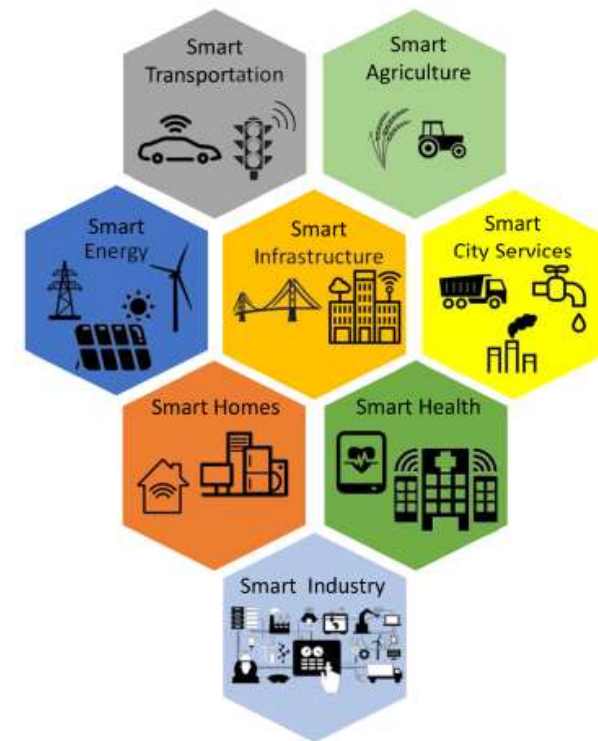 Smart
Transportation
Smart
Agriculture
Smart
Energy
Smart
Infrastructure
Smart
City Services
Smart Homes
Smart Health
Smart Industry